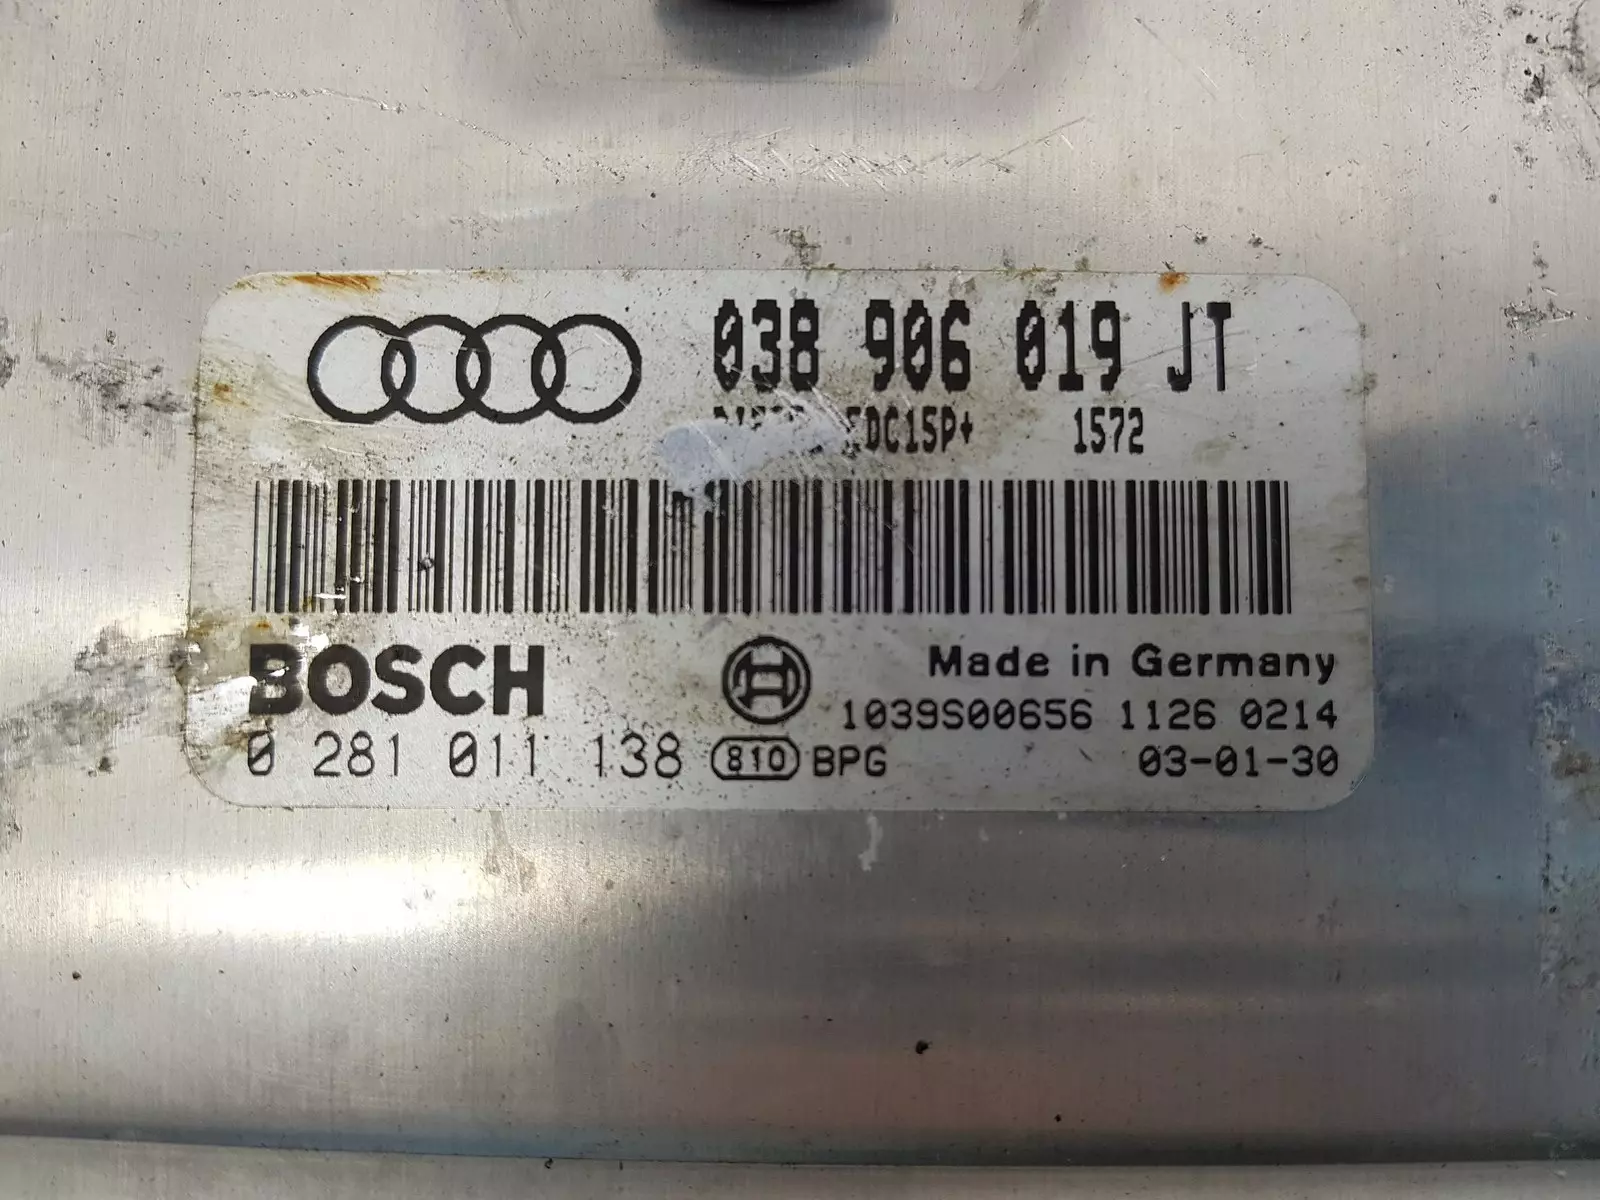 038 906 019 JT
EDC15P+ 1572
BOSCH
Made in Germany
1039S00656 1126 0214
0 281 011 138 810 BPG 03-01-30